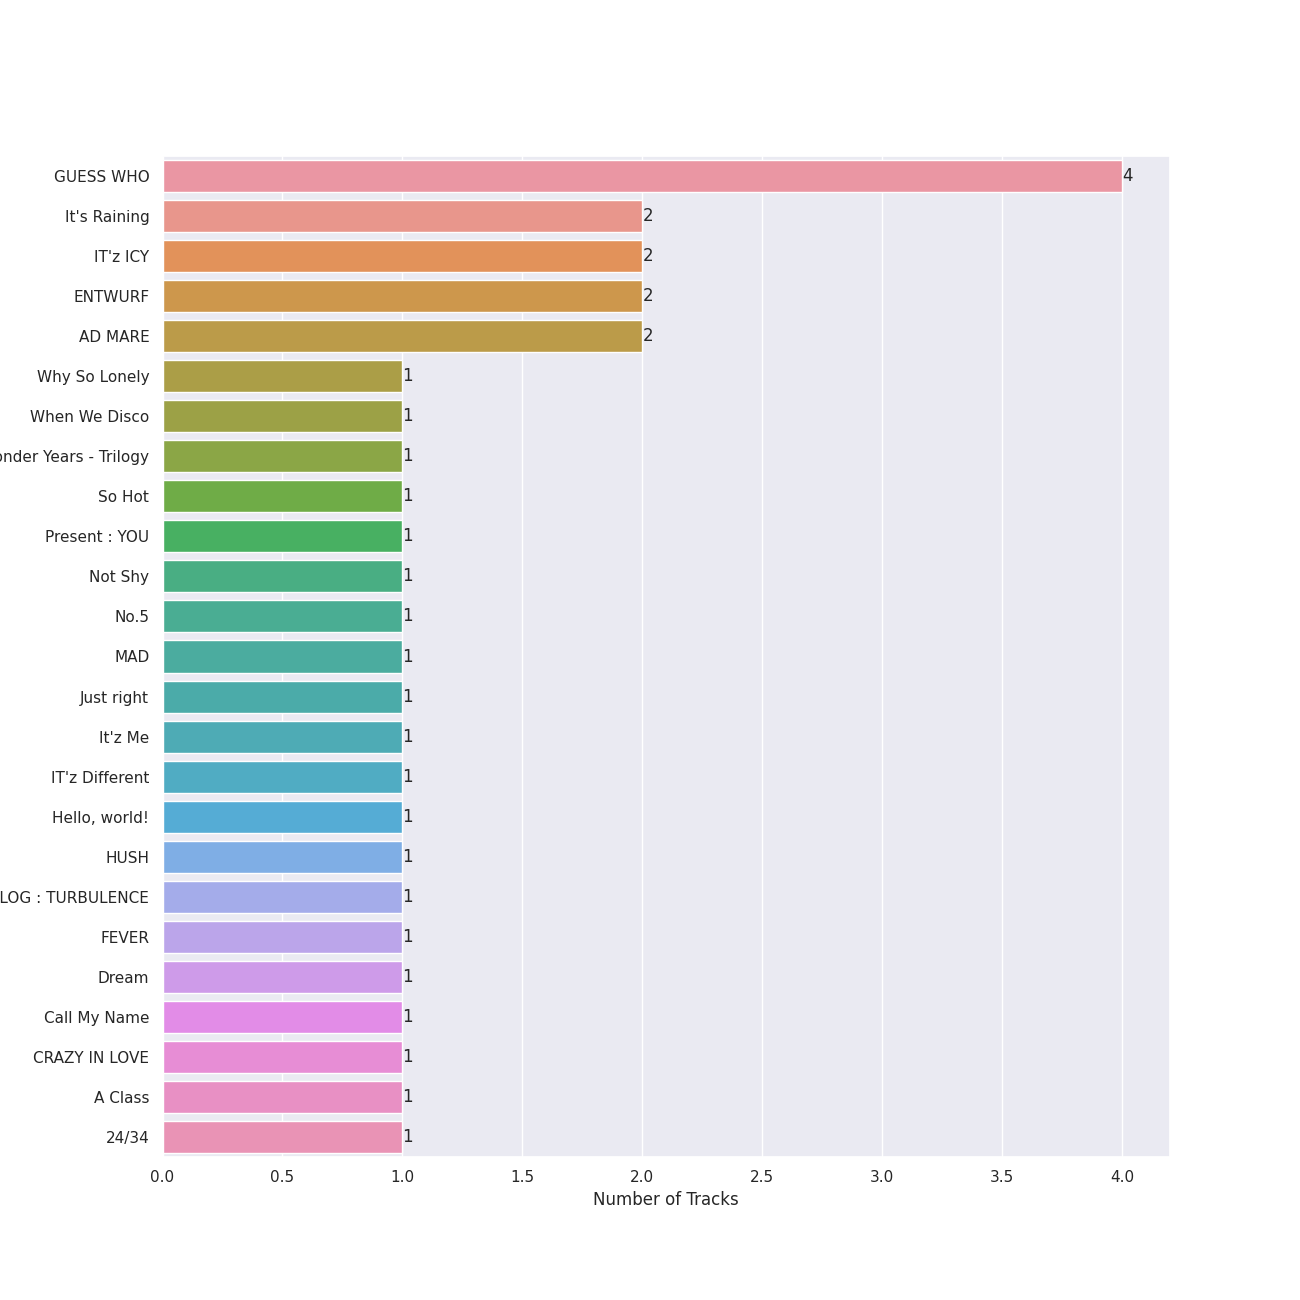 GUESS WHO 4
It's Raining 2
IT'z ICY 2
ENTWURF 2
AD MARE 2
Why So Lonely 1
When We Disco 1
Years - Trilogy 1
So Hot 1
Present : YOU 1
Not Shy 1
No.5 1
MAD 1
Just right 1
It'z Me 1
IT'z Different 1
Hello, world! 1
HUSH 1
: TURBULENCE 1
FEVER 1
Dream 1
Call My Name 1
CRAZY IN LOVE 1
A Class 1
24/34 1
0.0 0.5 1.0 1.5 2.0 2.5 3.0 3.5 4.0
Number of Tracks